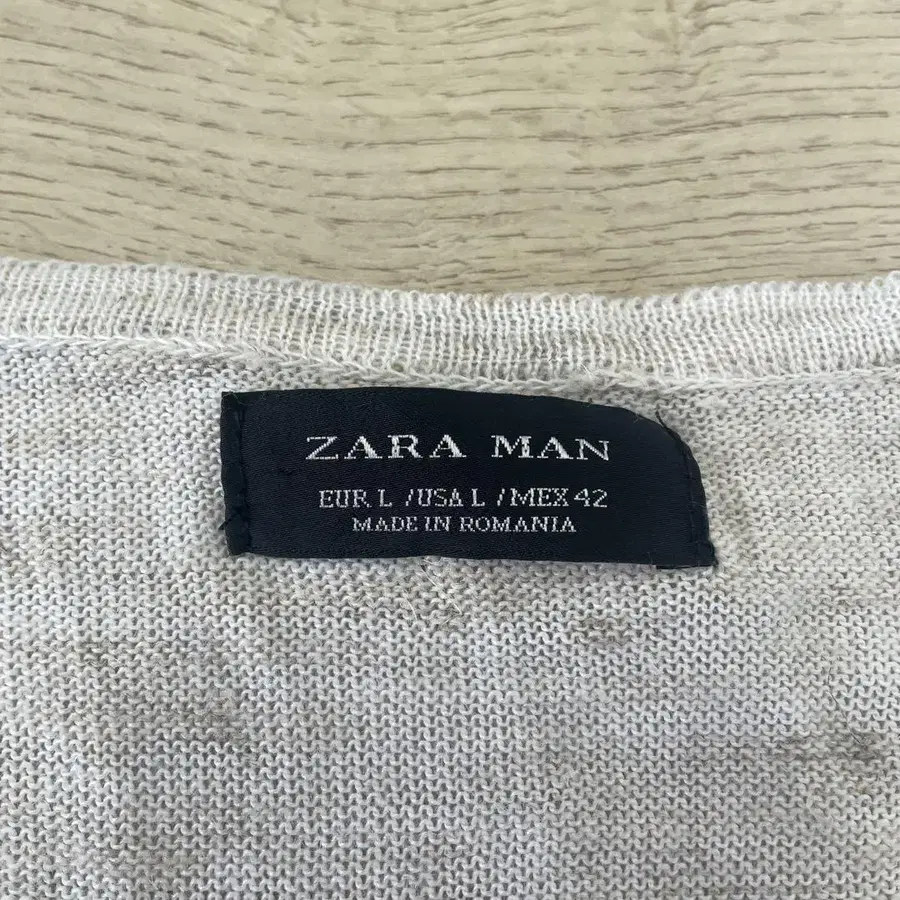 ZARA MAN
EUR L /USA L /MEX 42
MADE IN ROMANIA